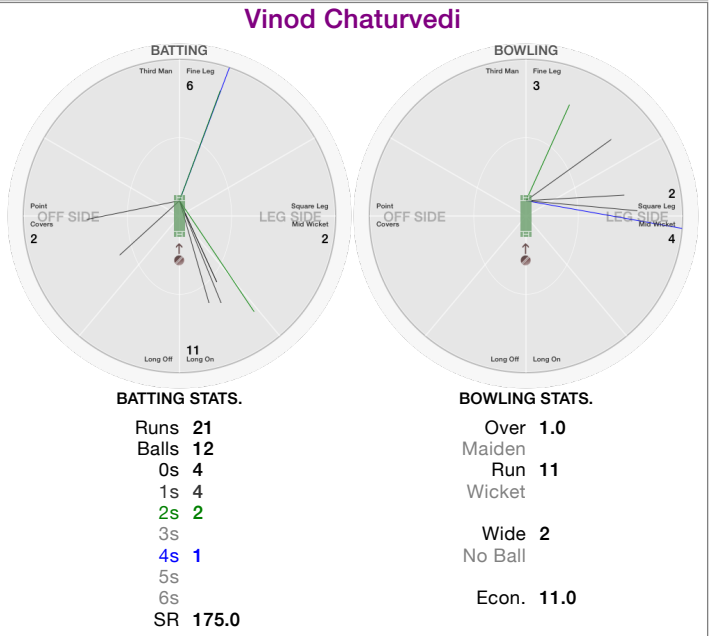 Vinod Chaturvedi
BATTING
Third Man Fine Leg
6
Point
OFF SIDE
Covers
2
Square Leg
LEG SIDE
Mid Wicket
2
11
Long Off Long On
BOWLING
Third Man Fine Leg
3
Point
OFF SIDE
Covers
2
Square Leg
LEG SIDE
Mid Wicket
4
Long Off Long On
BATTING STATS.
Runs 21
Balls 12
0s 4
1s 4
2s 2
3s
4s 1
5s
6s
SR 175.0
BOWLING STATS.
Over 1.0
Maiden
Run 11
Wicket
Wide 2
No Ball
Econ. 11.0